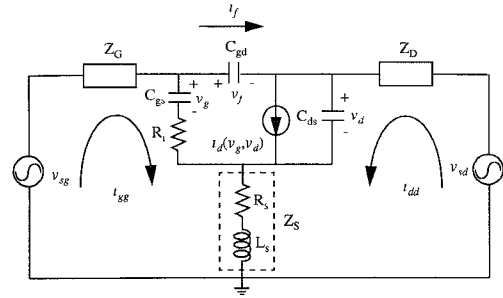 i_f
Z_G
C_gd
Z_D
+ v_f -
C_gs
+ v_g -
R_i
i_d(v_g, v_d)
C_ds
+ v_d -
v_sg
i_gg
i_dd
v_sd
R_s
Z_S
L_s